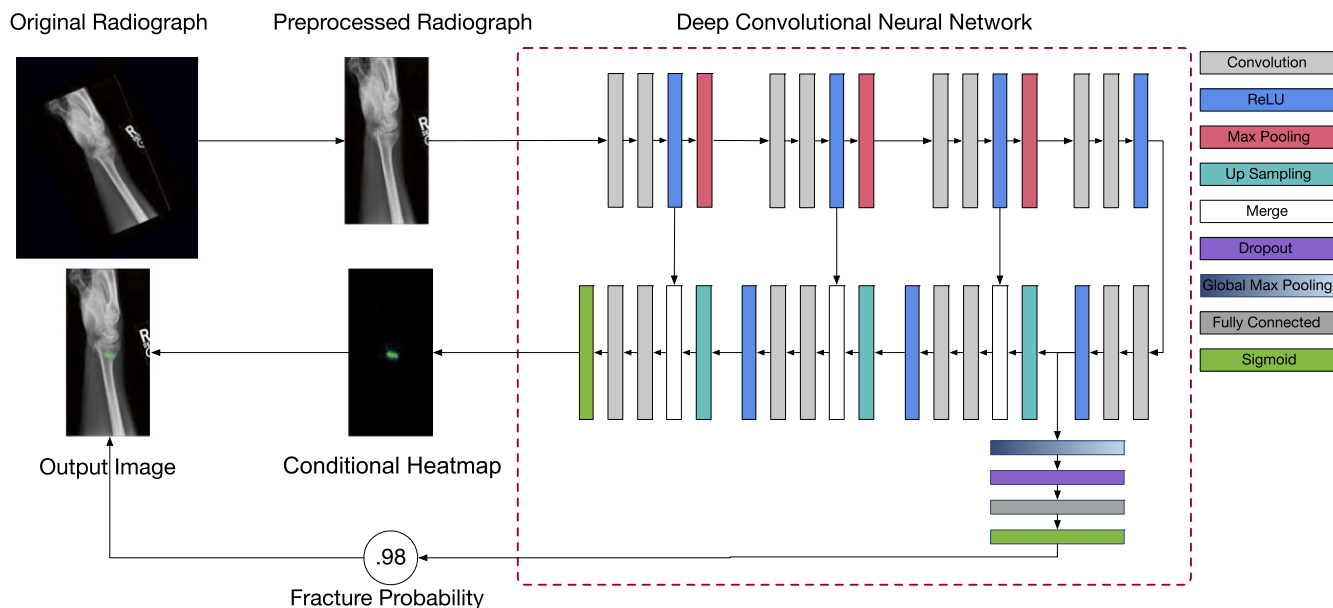 Original Radiograph
Preprocessed Radiograph
Deep Convolutional Neural Network
Convolution
ReLU
Max Pooling
Up Sampling
Merge
Dropout
Global Max Pooling
Fully Connected
Sigmoid
Output Image
Conditional Heatmap
.98
Fracture Probability